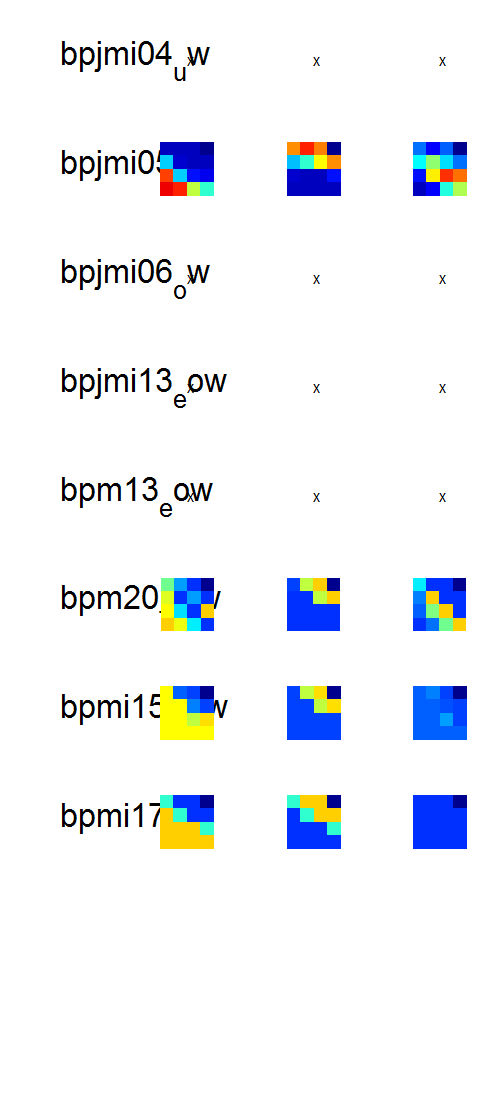 bpjmi04_uw x x x
bpjmi05
bpjmi06_ow x x x
bpjmi13_eow x x x
bpm13_eow x x x
bpm20 w
bpmi15 w
bpmi17